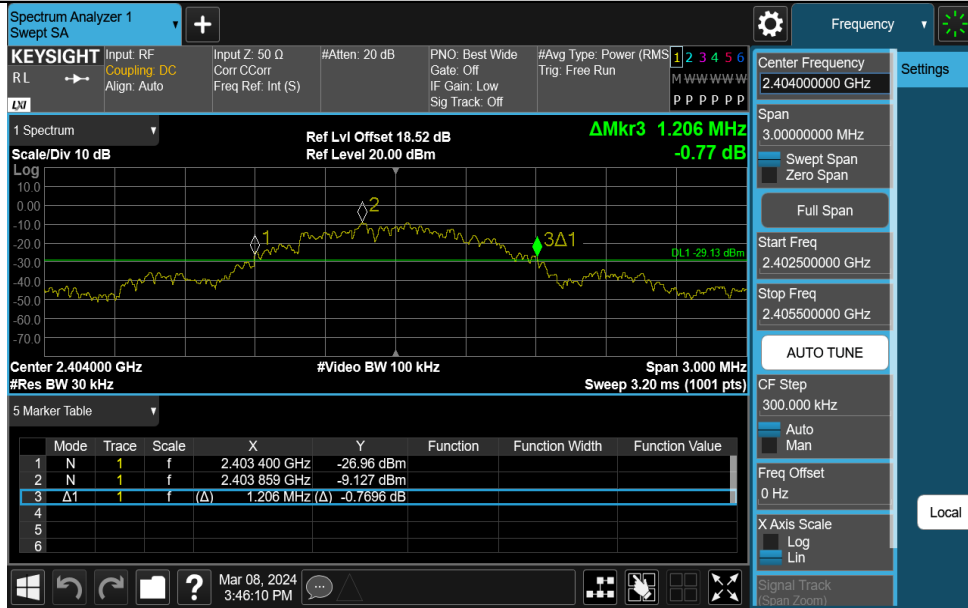 Spectrum Analyzer 1
Swept SA
+
Frequency
KEYSIGHT
R L
LXI
Input: RF
Coupling: DC
Align: Auto
Input Z: 50 Ω
Corr CCorr
Freq Ref: Int (S)
#Atten: 20 dB
PNO: Best Wide
Gate: Off
IF Gain: Low
Sig Track: Off
#Avg Type: Power (RMS
Trig: Free Run
1 2 3 4 5 6
M W W W W W
P P P P P P
1 Spectrum
Scale/Div 10 dB
Ref Lvl Offset 18.52 dB
Ref Level 20.00 dBm
ΔMkr3 1.206 MHz
-0.77 dB
Log
10.0
0.00
-10.0
-20.0
-30.0
-40.0
-50.0
-60.0
-70.0
1
2
3Δ1
DL1 -29.13 dBm
Center 2.404000 GHz
#Video BW 100 kHz
Span 3.000 MHz
#Res BW 30 kHz
Sweep 3.20 ms (1001 pts)
5 Marker Table
Mode Trace Scale X Y Function Function Width Function Value
1 N 1 f 2.403 400 GHz -26.96 dBm
2 N 1 f 2.403 859 GHz -9.127 dBm
3 Δ1 1 f (Δ) 1.206 MHz (Δ) -0.7696 dB
4
5
6
Mar 08, 2024
3:46:10 PM
?
Center Frequency
2.404000000 GHz
Span
3.00000000 MHz
Swept Span
Zero Span
Full Span
Start Freq
2.402500000 GHz
Stop Freq
2.405500000 GHz
AUTO TUNE
CF Step
300.000 kHz
Auto
Man
Freq Offset
0 Hz
X Axis Scale
Log
Lin
Signal Track
(Span Zoom)
Settings
Local